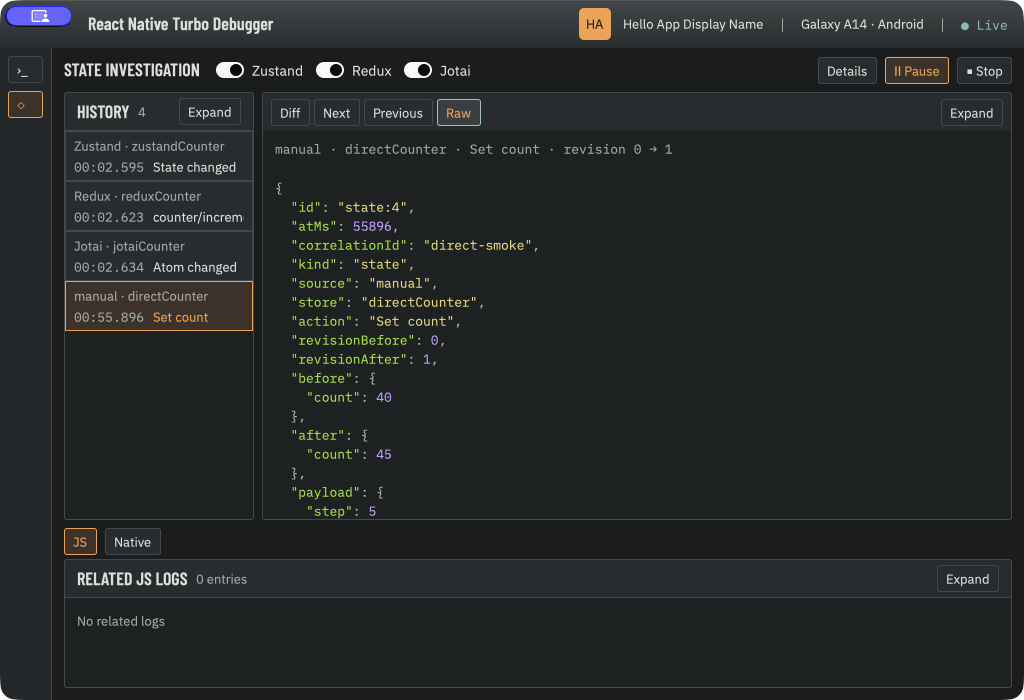 React Native Turbo Debugger
HA
Hello App Display Name
|
Galaxy A14 · Android
|
● Live
>_
◇
STATE INVESTIGATION
Zustand
Redux
Jotai
Details
II Pause
▪ Stop
HISTORY 4
Expand
Zustand · zustandCounter
00:02.595 State changed
Redux · reduxCounter
00:02.623 counter/increm
Jotai · jotaiCounter
00:02.634 Atom changed
manual · directCounter
00:55.896 Set count
Diff
Next
Previous
Raw
Expand
manual · directCounter · Set count · revision 0 → 1
{
"id": "state:4",
"atMs": 55896,
"correlationId": "direct-smoke",
"kind": "state",
"source": "manual",
"store": "directCounter",
"action": "Set count",
"revisionBefore": 0,
"revisionAfter": 1,
"before": {
"count": 40
},
"after": {
"count": 45
},
"payload": {
"step": 5
JS
Native
RELATED JS LOGS 0 entries
Expand
No related logs